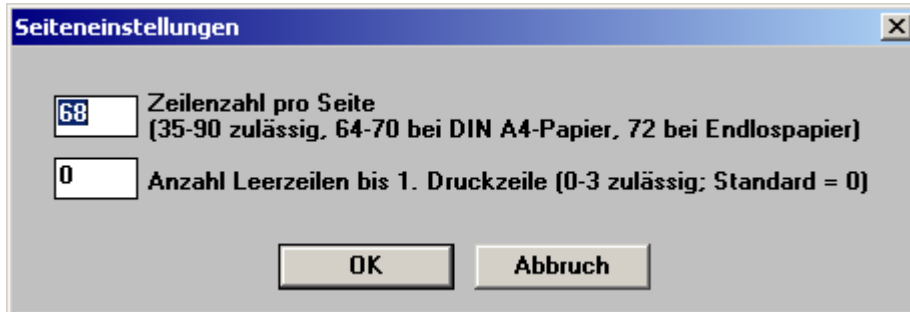 Seiteneinstellungen
68
Zeilenzahl pro Seite
(35-90 zulässig, 64-70 bei DIN A4-Papier, 72 bei Endlospapier)
0
Anzahl Leerzeilen bis 1. Druckzeile (0-3 zulässig; Standard = 0)
OK
Abbruch